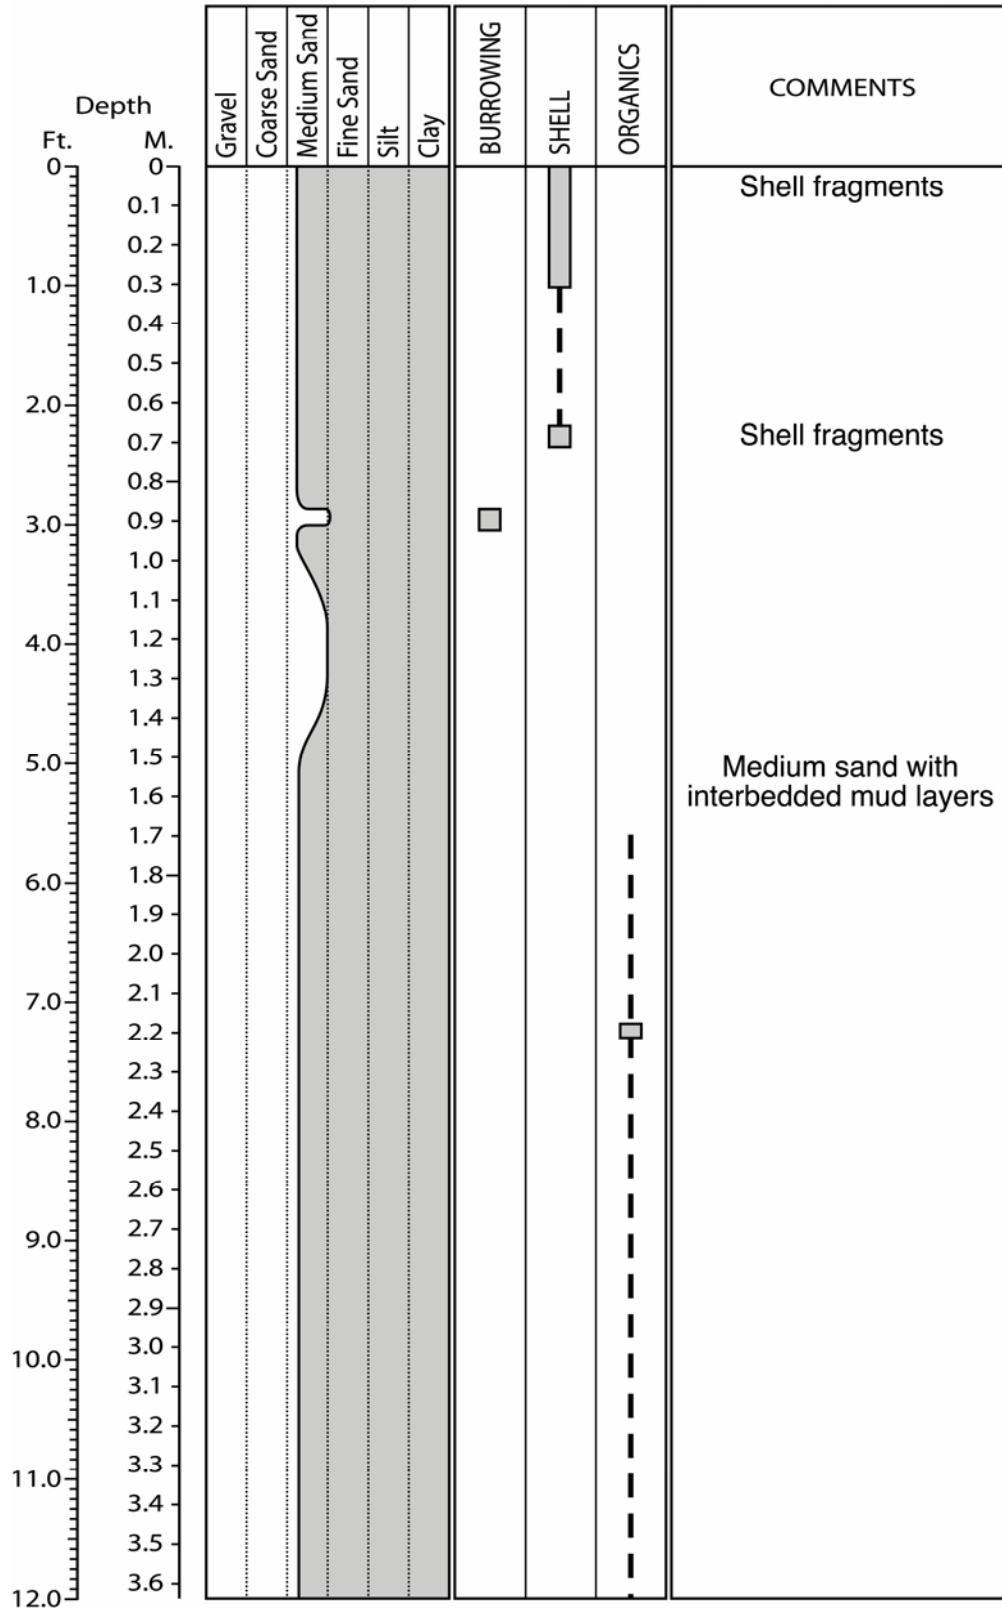 Depth
Ft.
M.
Gravel
Coarse Sand
Medium Sand
Fine Sand
Silt
Clay
BURROWING
SHELL
ORGANICS
COMMENTS
0
1.0
2.0
3.0
4.0
5.0
6.0
7.0
8.0
9.0
10.0
11.0
12.0
0
0.1
0.2
0.3
0.4
0.5
0.6
0.7
0.8
0.9
1.0
1.1
1.2
1.3
1.4
1.5
1.6
1.7
1.8
1.9
2.0
2.1
2.2
2.3
2.4
2.5
2.6
2.7
2.8
2.9
3.0
3.1
3.2
3.3
3.4
3.5
3.6
Shell fragments
Shell fragments
Medium sand with
interbedded mud layers